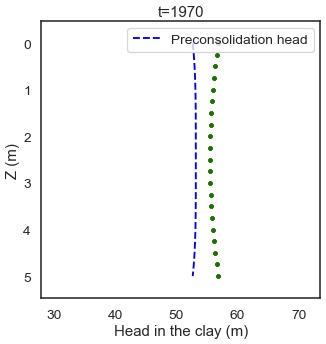 t=1970
Preconsolidation head
0
1
2
3
4
5
Z (m)
30 40 50 60 70
Head in the clay (m)